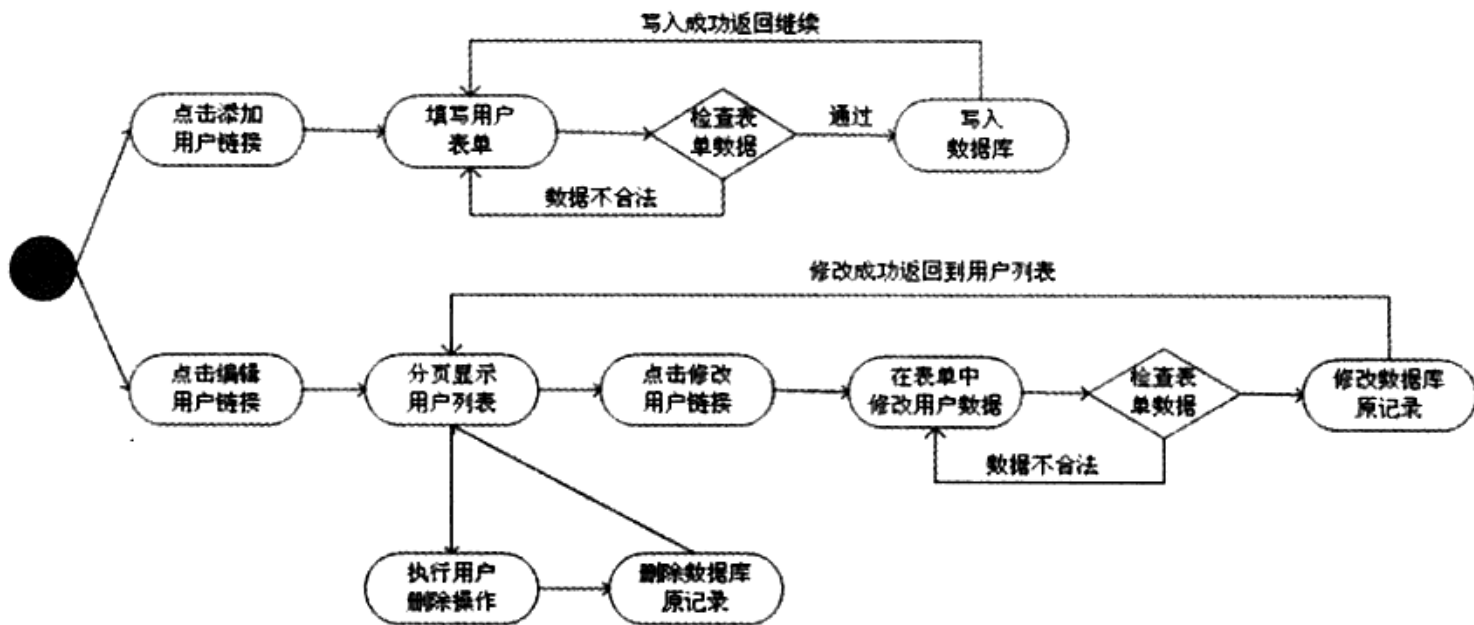 写入成功返回继续
点击添加
用户链接
填写用户
表单
检查表
单数据
通过
写入
数据库
数据不合法
修改成功返回到用户列表
点击编辑
用户链接
分页显示
用户列表
点击修改
用户链接
在表单中
修改用户数据
检查表
单数据
修改数据库
原记录
数据不合法
执行用户
删除操作
删除数据库
原记录